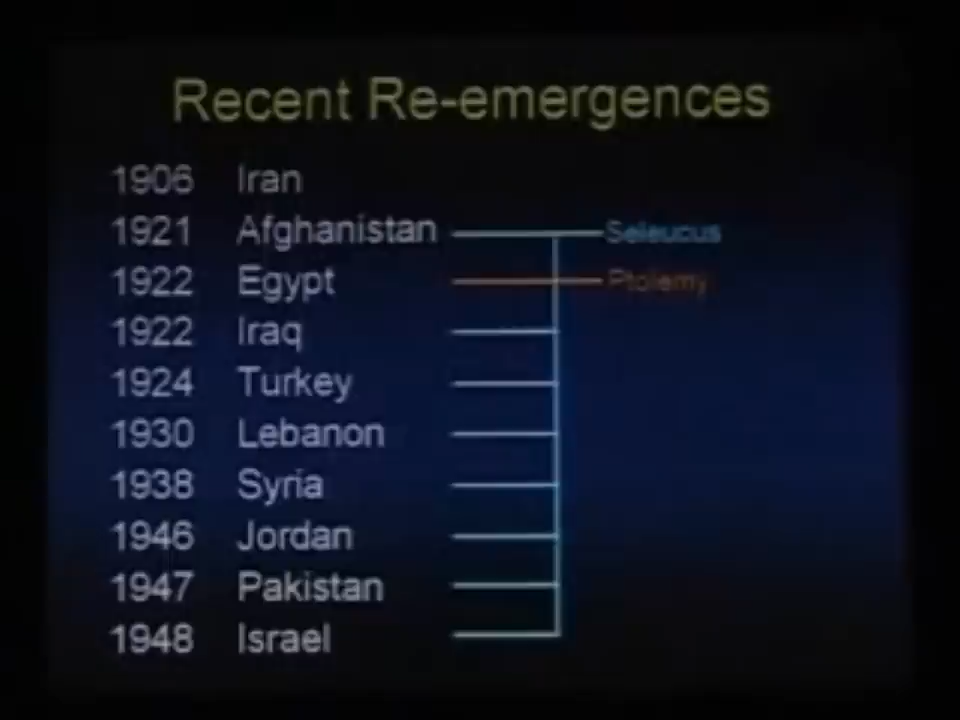 Recent Re-emergences
1906 Iran
1921 Afghanistan Seleucus
1922 Egypt Ptolemy
1922 Iraq
1924 Turkey
1930 Lebanon
1938 Syria
1946 Jordan
1947 Pakistan
1948 Israel